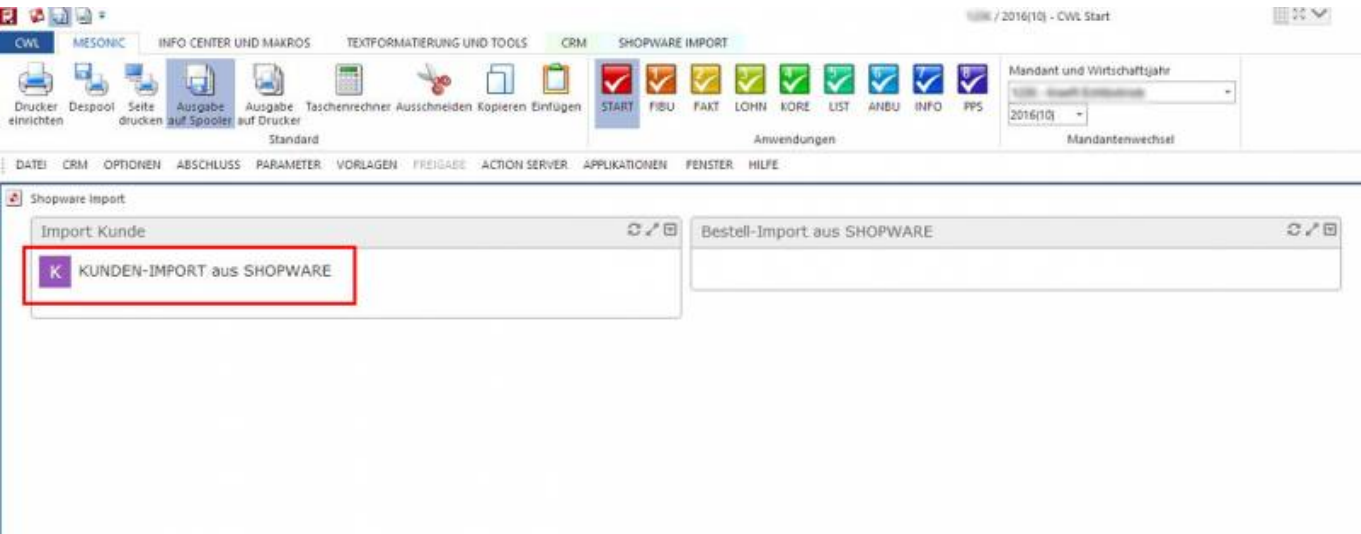 / 2016(10) - CWL Start
CWL MESONIC INFO CENTER UND MAKROS TEXTFORMATIERUNG UND TOOLS CRM SHOPWARE IMPORT
Drucker einrichten
Despool
Seite drucken
Ausgabe auf Spooler
Ausgabe auf Drucker
Taschenrechner
Ausschneiden
Kopieren
Einfügen
START
FIBU
FAKT
LOHN
KORE
LIST
ANBU
INFO
PPS
Mandant und Wirtschaftsjahr
2016(10)
Standard
Anwendungen
Mandantenwechsel
DATEI CRM OPTIONEN ABSCHLUSS PARAMETER VORLAGEN FREIGABE ACTION SERVER APPLIKATIONEN FENSTER HILFE
Shopware Import
Import Kunde
K KUNDEN-IMPORT aus SHOPWARE
Bestell-Import aus SHOPWARE